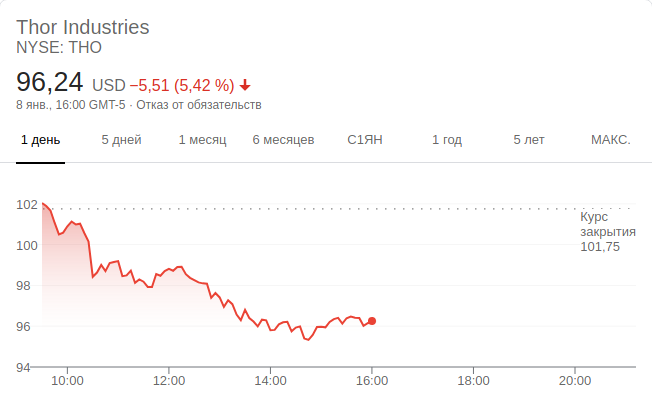 Thor Industries
NYSE: THO
96,24 USD −5,51 (5,42 %)
8 янв., 16:00 GMT-5 · Отказ от обязательств
1 день 5 дней 1 месяц 6 месяцев С1ЯН 1 год 5 лет МАКС.
102
Курс
закрытия
101,75
100
98
96
94
10:00 12:00 14:00 16:00 18:00 20:00